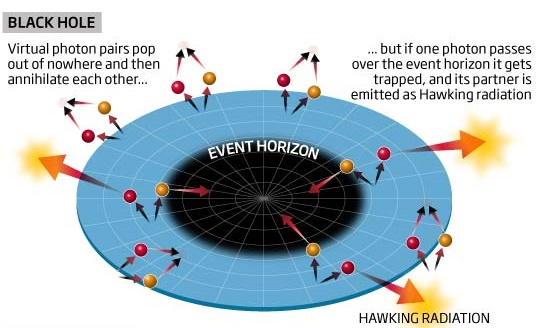 BLACK HOLE
Virtual photon pairs pop
out of nowhere and then
annihilate each other...
... but if one photon passes
over the event horizon it gets
trapped, and its partner is
emitted as Hawking radiation
EVENT HORIZON
HAWKING RADIATION